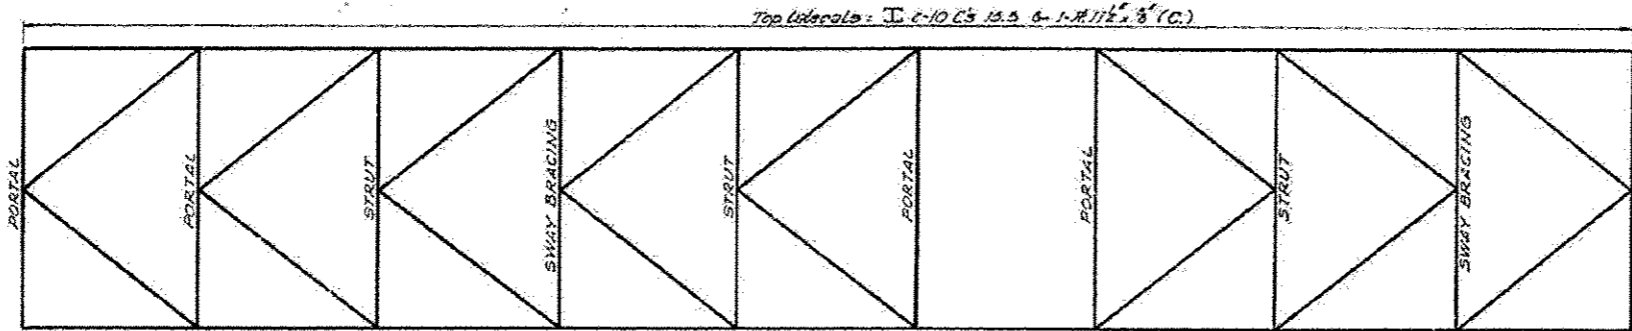 Top Laterals: I 2-10 Cs 15.5 & 1-Pl 11½ x ⅜ (C.)
PORTAL
PORTAL
STRUT
SWAY BRACING
STRUT
PORTAL
PORTAL
STRUT
SWAY BRACING